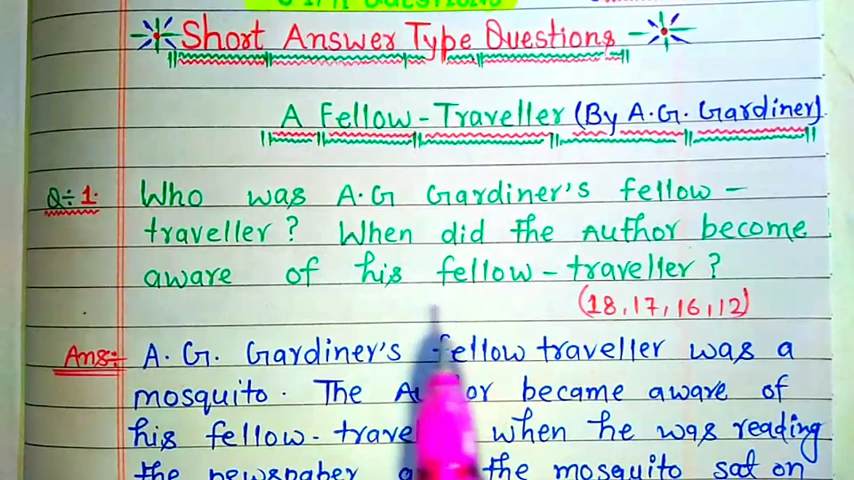 Short Answer Type Questions
A Fellow-Traveller (By A.G. Gardiner)
Q÷1. Who was A.G Gardiner's fellow-
traveller? When did the Author become
aware of his fellow-traveller?
(18, 17, 16, 12)
Ans:- A.G. Gardiner's fellow traveller was a
mosquito. The became aware of
his fellow- when he was reading
the newspaper the mosquito sat on